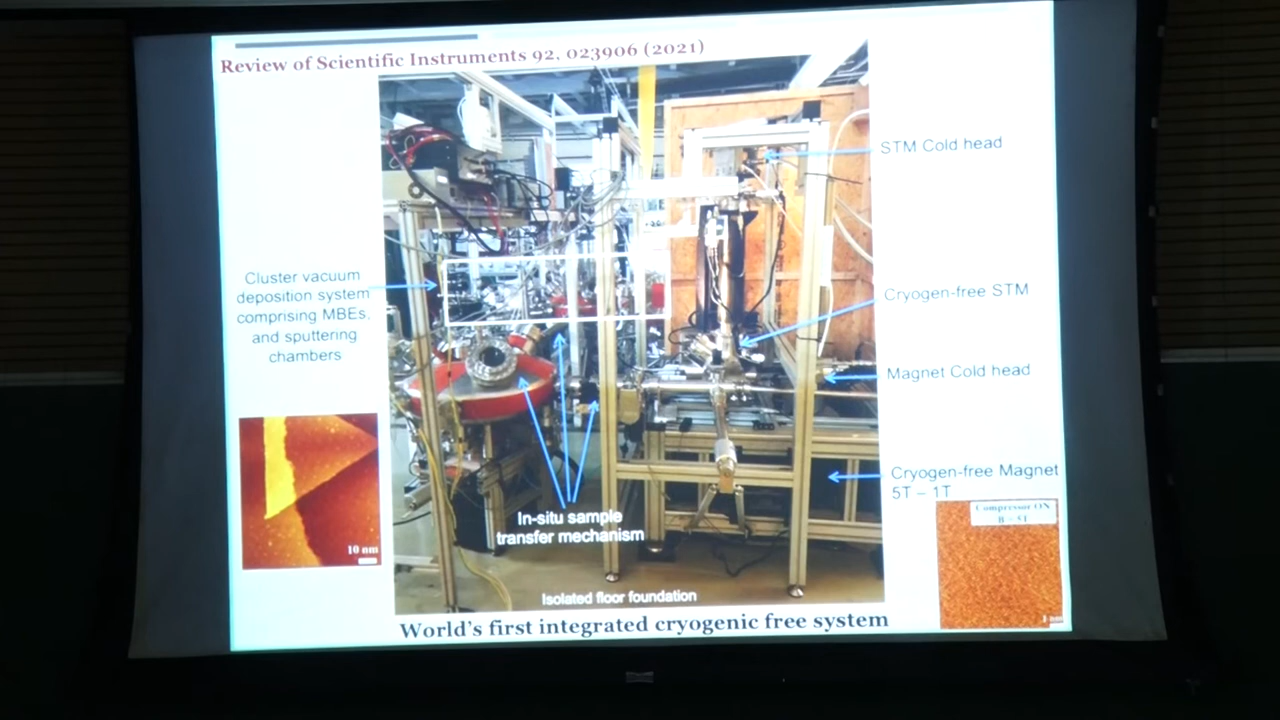 Review of Scientific Instruments 92, 023906 (2021)
STM Cold head
Cluster vacuum
deposition system
comprising MBEs,
and sputtering
chambers
Cryogen-free STM
Magnet Cold head
Cryogen-free Magnet
5T – 1T
Compressor ON
10 nm
In-situ sample
transfer mechanism
Isolated floor foundation
World's first integrated cryogenic free system